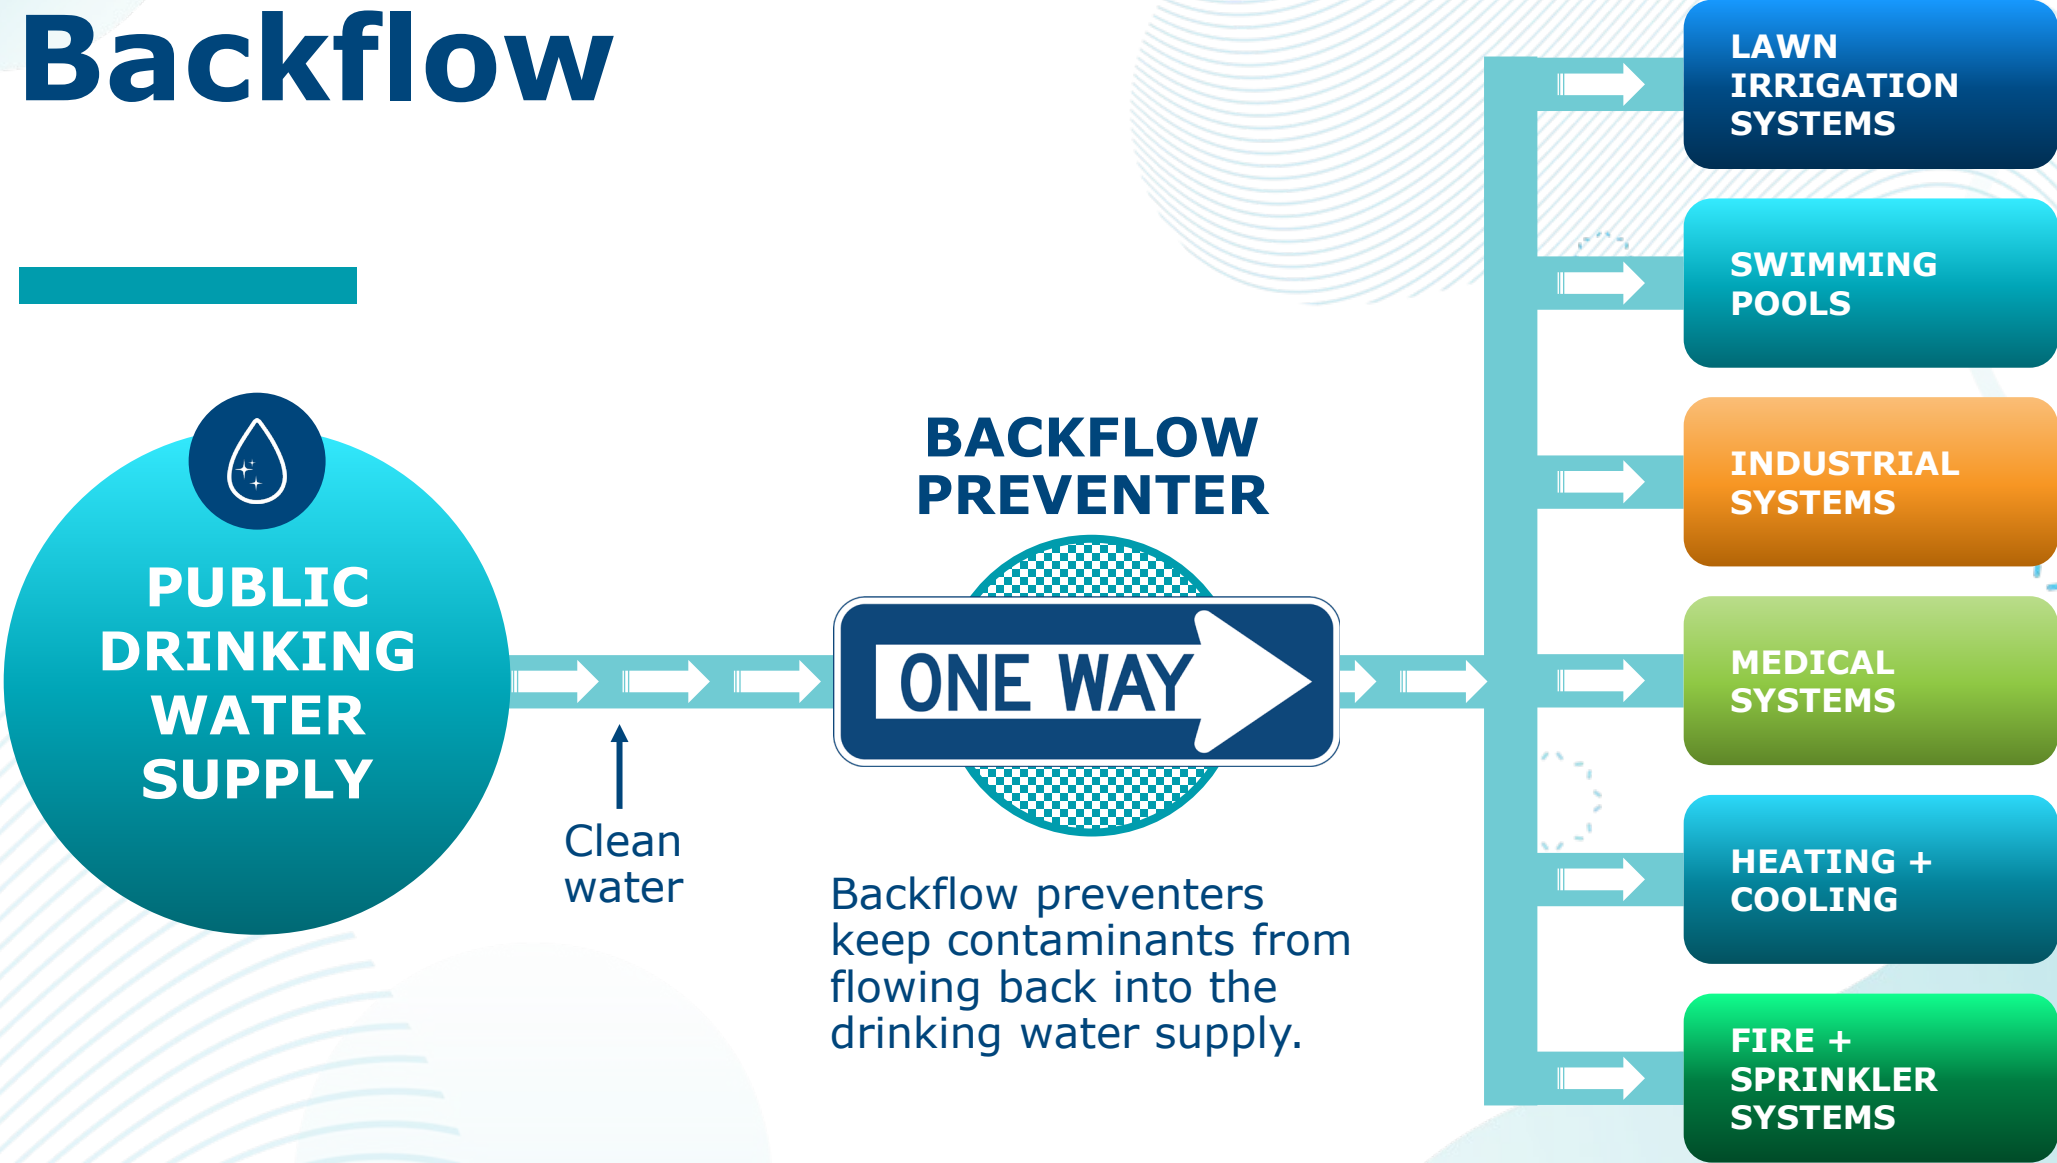 Backflow
PUBLIC
DRINKING
WATER
SUPPLY
Clean
water
BACKFLOW
PREVENTER
ONE WAY
Backflow preventers
keep contaminants from
flowing back into the
drinking water supply.
LAWN
IRRIGATION
SYSTEMS
SWIMMING
POOLS
INDUSTRIAL
SYSTEMS
MEDICAL
SYSTEMS
HEATING +
COOLING
FIRE +
SPRINKLER
SYSTEMS